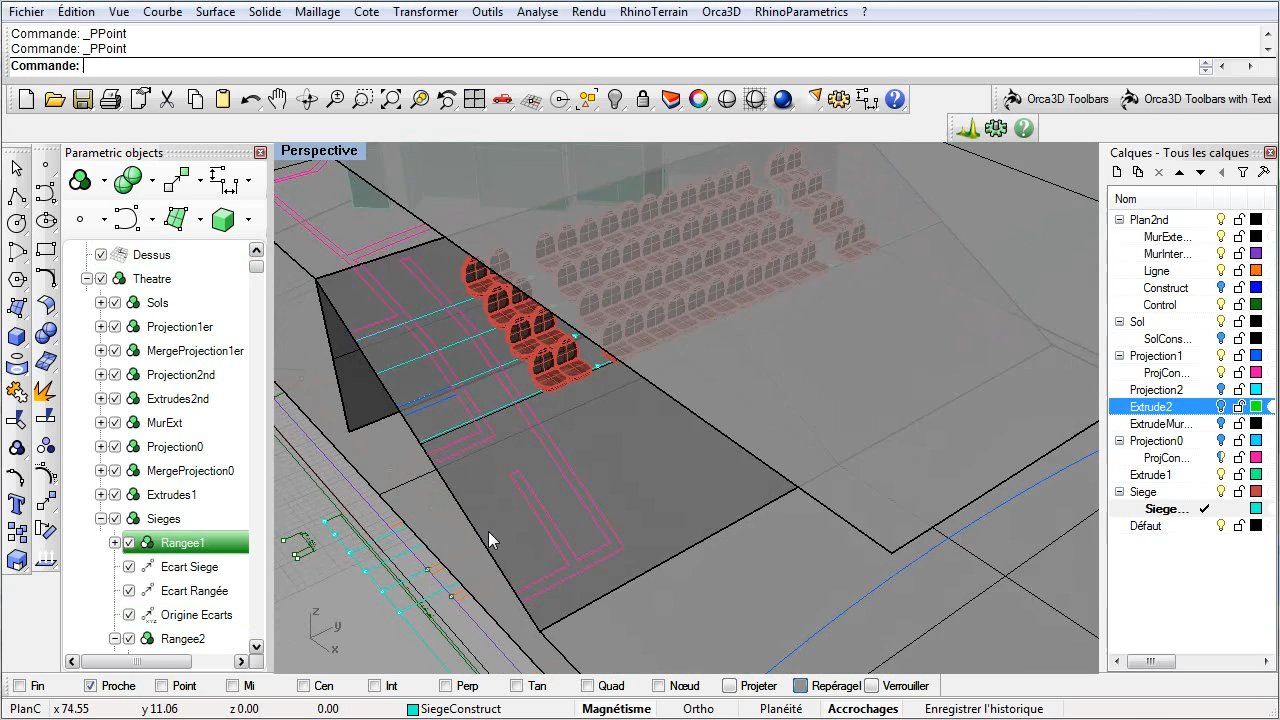 Fichier Édition Vue Courbe Surface Solide Maillage Cote Transformer Outils Analyse Rendu RhinoTerrain Orca3D RhinoParametrics ?
Commande: _PPoint
Commande: _PPoint
Commande:
Orca3D Toolbars Orca3D Toolbars with Text
Parametric objects
Dessus
Theatre
Sols
Projection1er
MergeProjection1er
Projection2nd
Extrudes2nd
MurExt
Projection0
MergeProjection0
Extrudes1
Sieges
Rangee1
Ecart Siege
Ecart Rangée
Origine Ecarts
Rangee2
Perspective
z
y
x
Calques - Tous les calques
Nom
Plan2nd
MurExte...
MurInter...
Ligne
Construct
Control
Sol
SolCons...
Projection1
ProjCon...
Projection2
Extrude2
ExtrudeMur...
Projection0
ProjCon...
Extrude1
Siege
Siege...
Défaut
Fin Proche Point Mi Cen Int Perp Tan Quad Nœud Projeter Repéragel Verrouiller
PlanC x 74.55 y 11.06 z 0.00 0.00 SiegeConstruct Magnétisme Ortho Planéité Accrochages Enregistrer l'historique